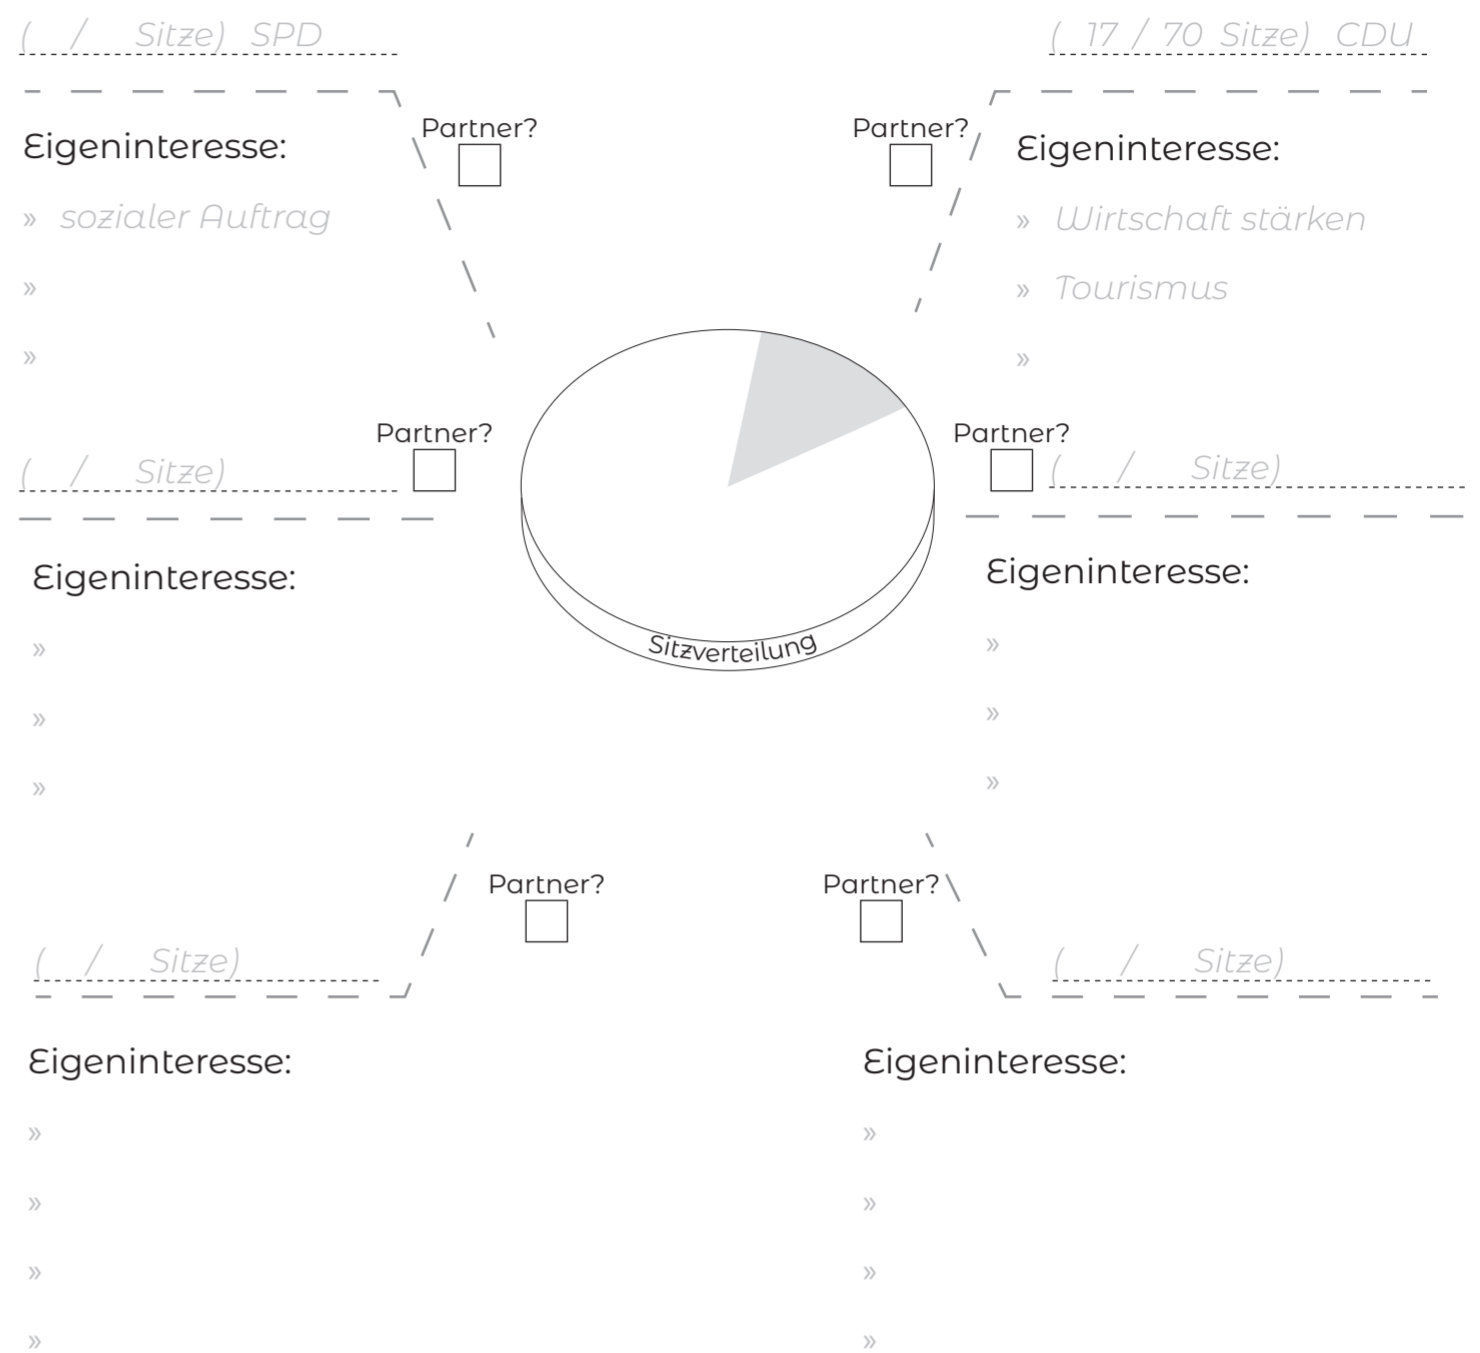 ( / Sitze) SPD
Partner?
Eigeninteresse:
» sozialer Auftrag
»
»
( 17 / 70 Sitze) CDU
Partner?
Eigeninteresse:
» Wirtschaft stärken
» Tourismus
»
( / Sitze)
Partner?
Eigeninteresse:
»
»
»
Partner?
( / Sitze)
Eigeninteresse:
»
»
»
Sitzverteilung
( / Sitze)
Partner?
Eigeninteresse:
»
»
»
»
Partner?
( / Sitze)
Eigeninteresse:
»
»
»
»